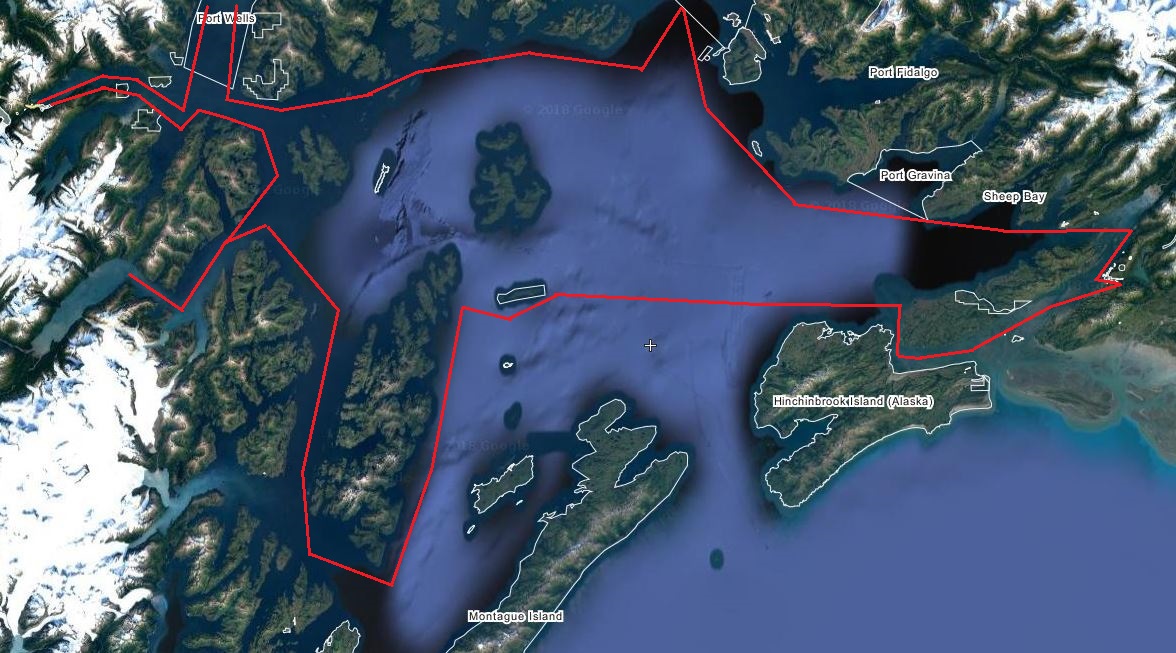 Port Wells
Port Fidalgo
© 2018 Google
Port Gravina
Sheep Bay
© 2018 Google
Hinchinbrook Island (Alaska)
2018 Google
Montague Island